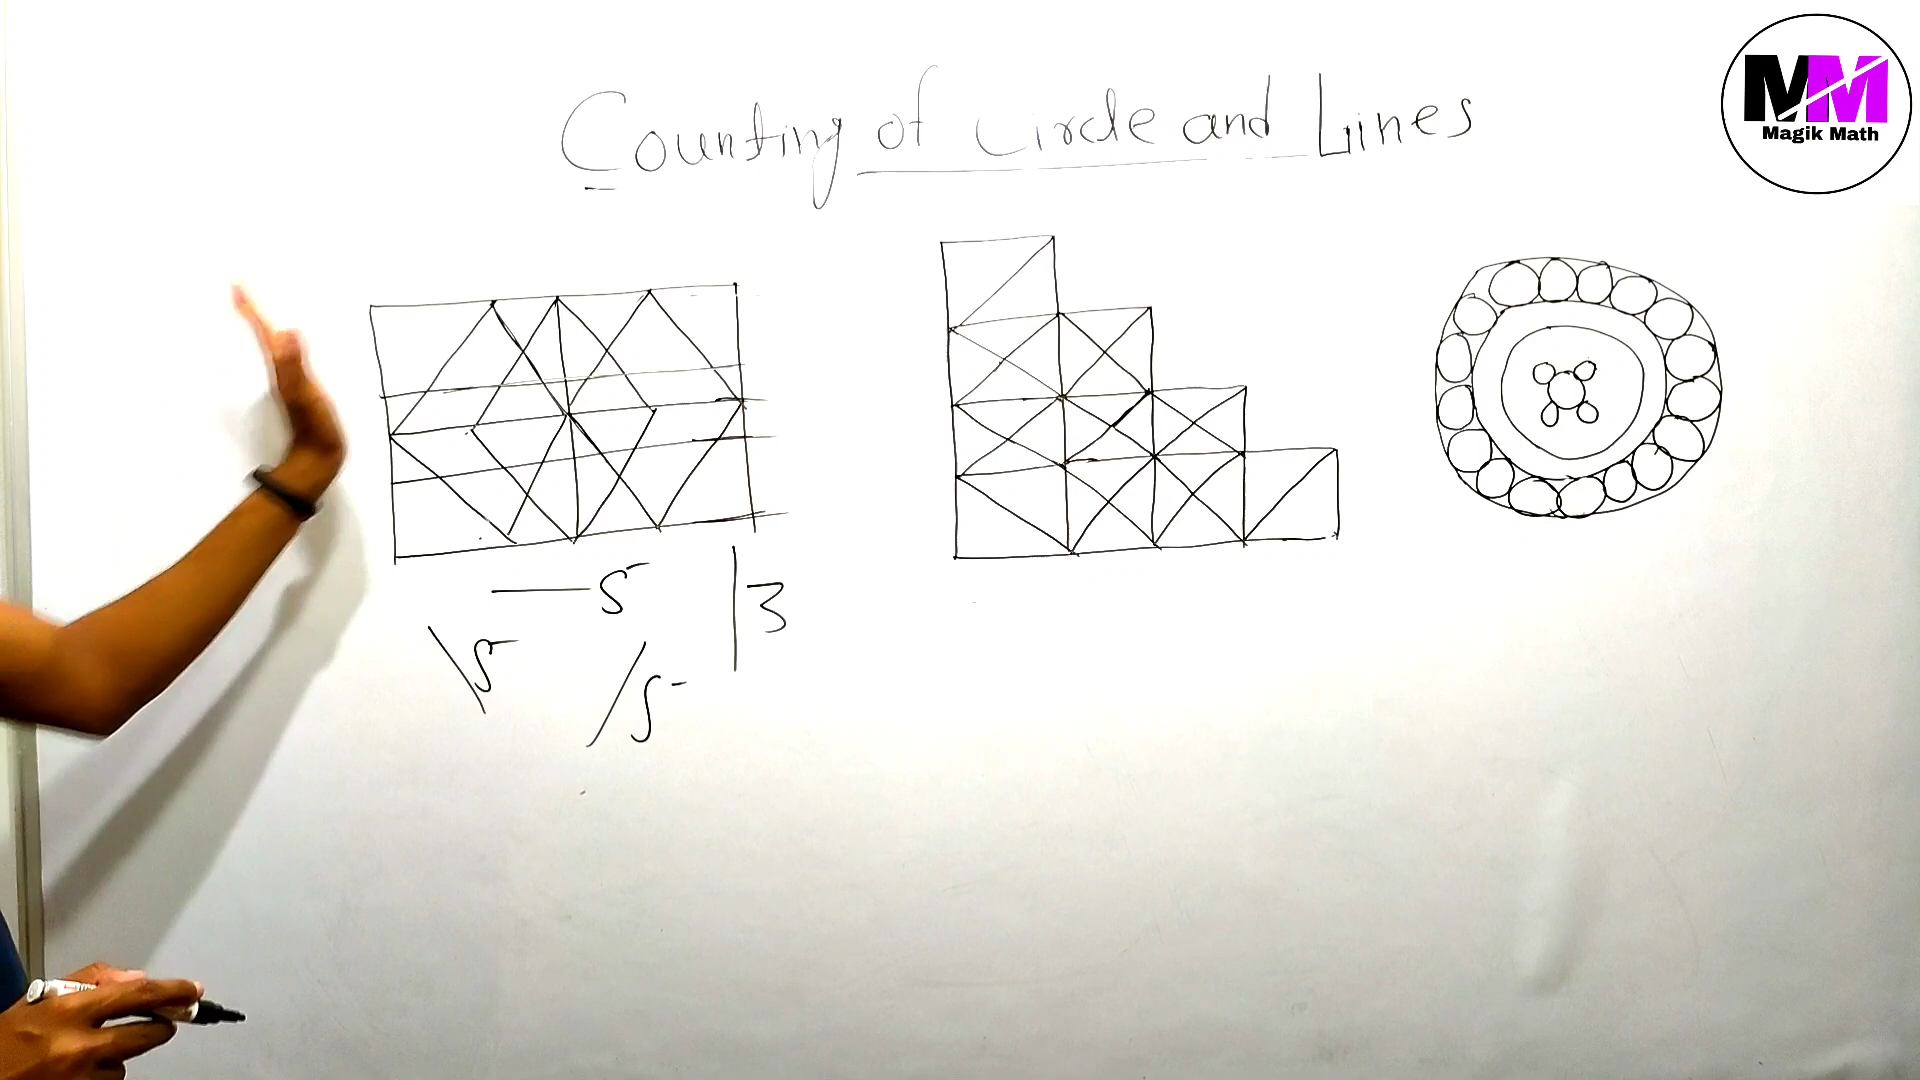 Counting of Circle and Lines
MM
Magik Math
— 5
| 3
\ 5
/ 5